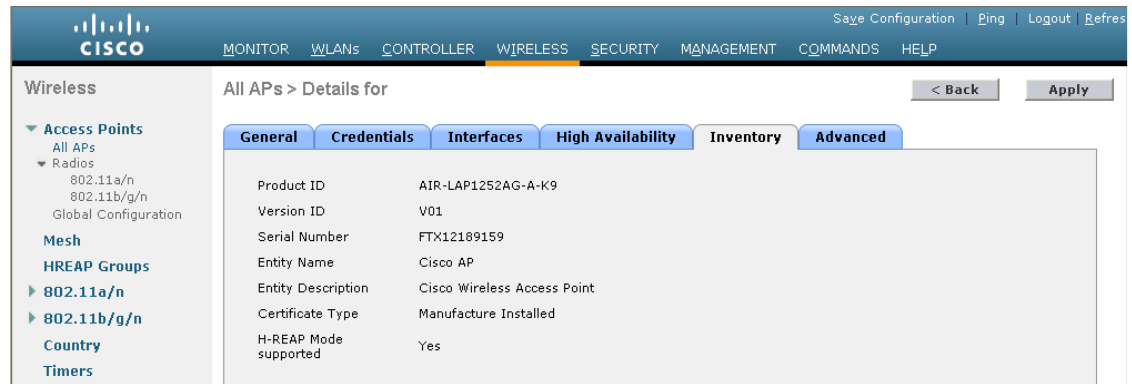 Save Configuration | Ping | Logout | Refres
CISCO
MONITOR WLANs CONTROLLER WIRELESS SECURITY MANAGEMENT COMMANDS HELP
Wireless
All APs > Details for
< Back
Apply
Access Points
All APs
Radios
802.11a/n
802.11b/g/n
Global Configuration
Mesh
HREAP Groups
802.11a/n
802.11b/g/n
Country
Timers
General Credentials Interfaces High Availability Inventory Advanced
Product ID AIR-LAP1252AG-A-K9
Version ID V01
Serial Number FTX12189159
Entity Name Cisco AP
Entity Description Cisco Wireless Access Point
Certificate Type Manufacture Installed
H-REAP Mode
supported Yes